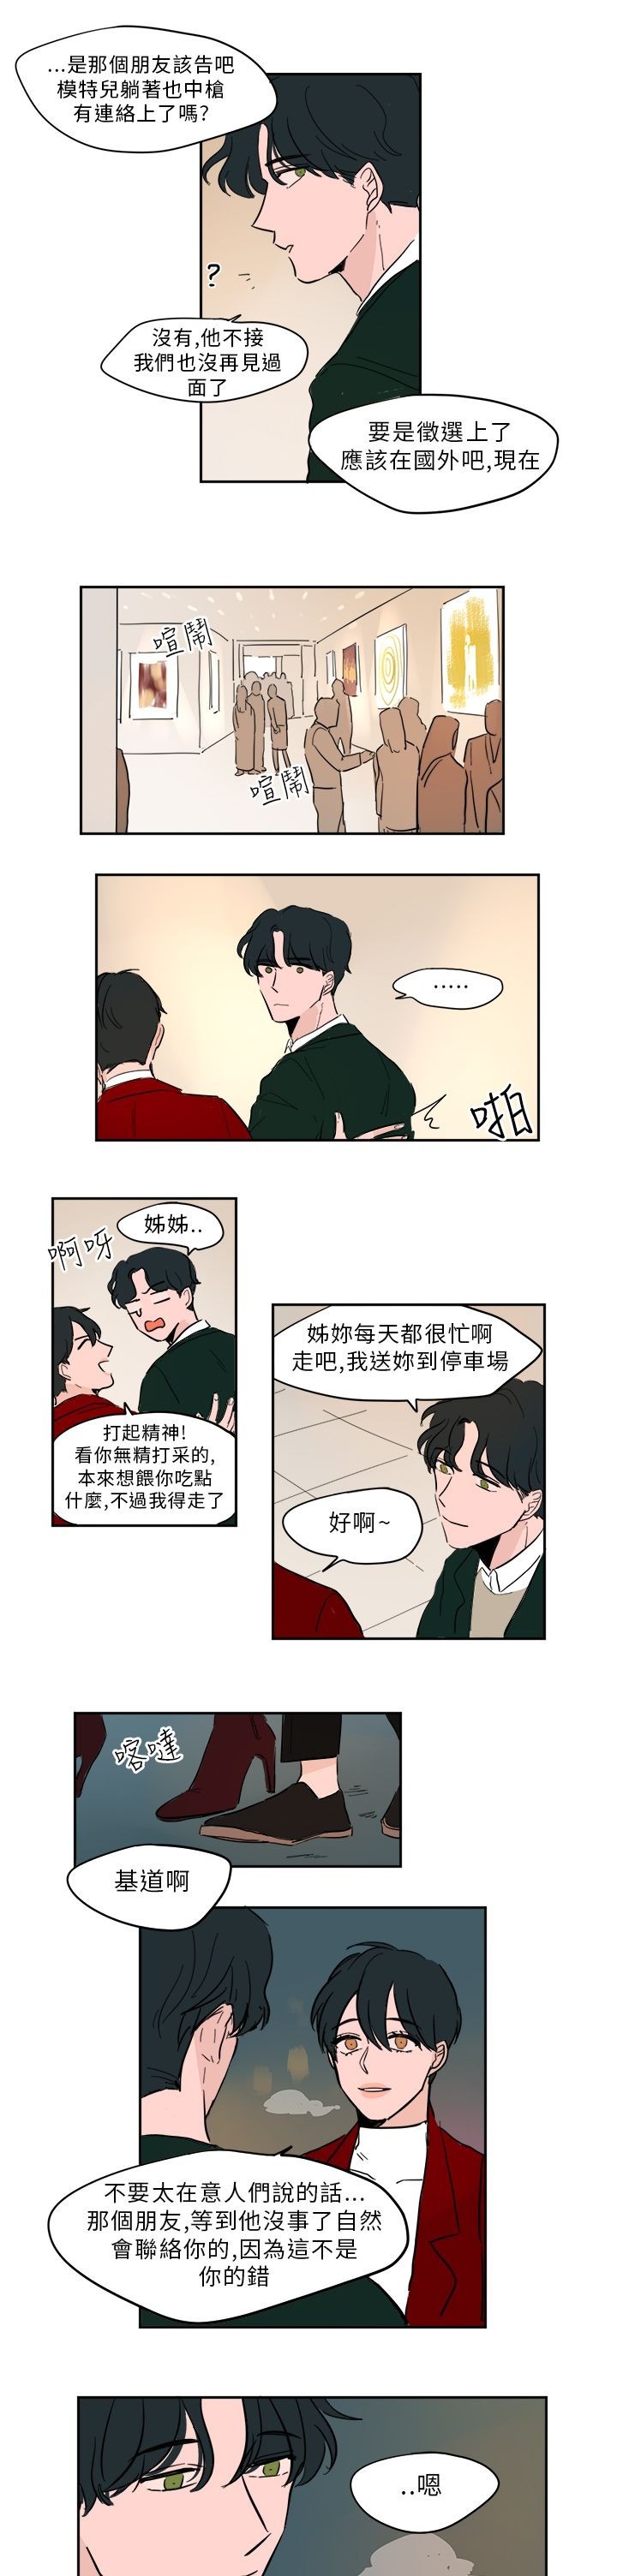 ...是那個朋友該告吧
模特兒躺著也中槍
有連絡上了嗎?
?
沒有,他不接
我們也沒再見過
面了
要是徵選上了
應該在國外吧,現在
喧鬧
喧鬧
.....
啪
姊姊..
啊呀
打起精神!
看你無精打采的,
本來想餵你吃點
什麼,不過我得走了
姊妳每天都很忙啊
走吧,我送妳到停車場
好啊~
喀噠
基道啊
不要太在意人們說的話...
那個朋友,等到他沒事了自然
會聯絡你的,因為這不是
你的錯
..嗯